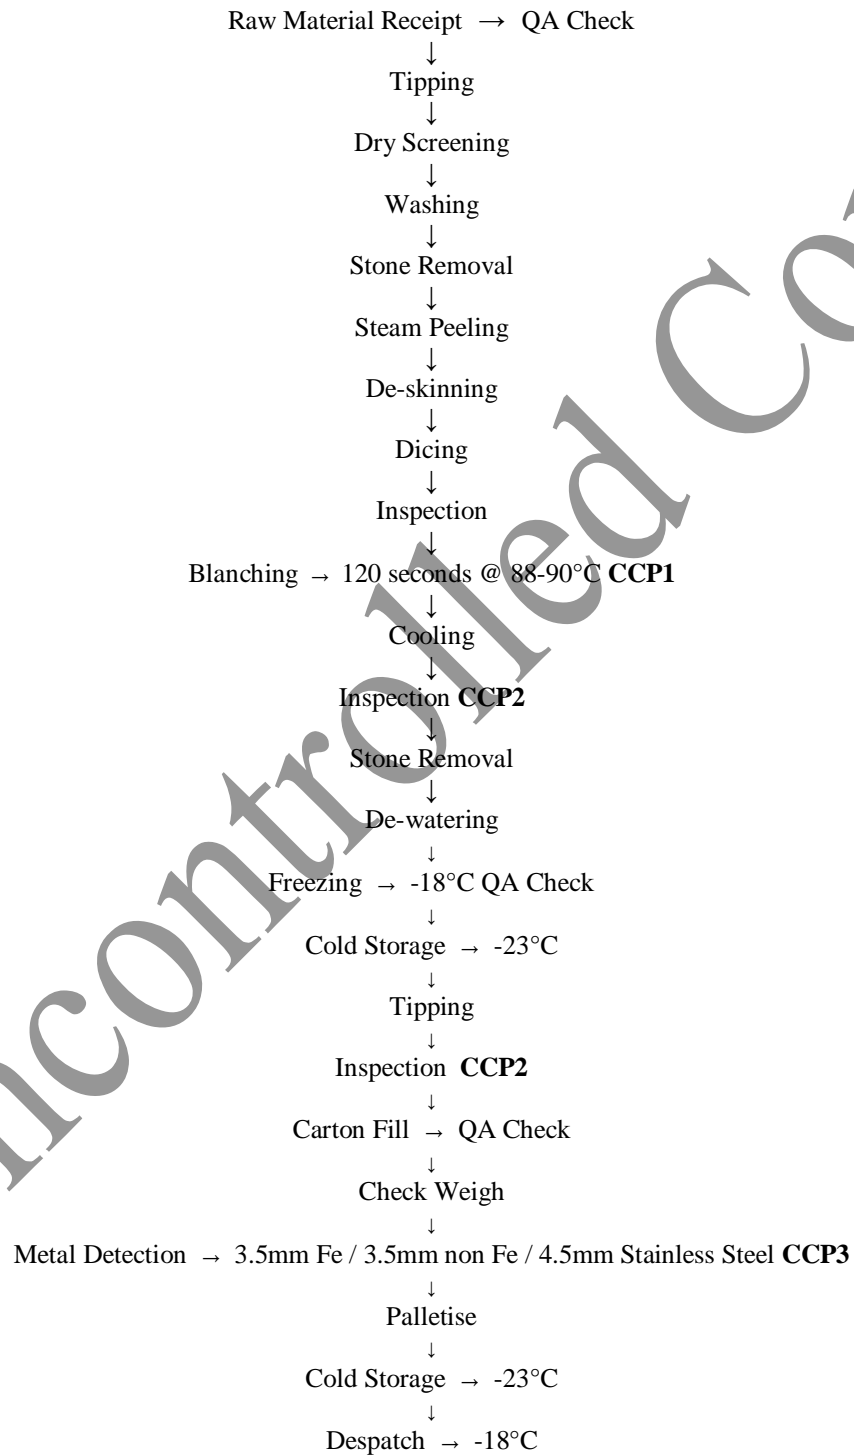 Raw Material Receipt → QA Check
↓
Tipping
↓
Dry Screening
↓
Washing
↓
Stone Removal
↓
Steam Peeling
↓
De-skinning
↓
Dicing
↓
Inspection
↓
Blanching → 120 seconds @ 88-90°C CCP1
↓
Cooling
↓
Inspection CCP2
↓
Stone Removal
↓
De-watering
↓
Freezing → -18°C QA Check
↓
Cold Storage → -23°C
↓
Tipping
↓
Inspection CCP2
↓
Carton Fill → QA Check
↓
Check Weigh
↓
Metal Detection → 3.5mm Fe / 3.5mm non Fe / 4.5mm Stainless Steel CCP3
↓
Palletise
↓
Cold Storage → -23°C
↓
Despatch → -18°C
ncontrolled Co